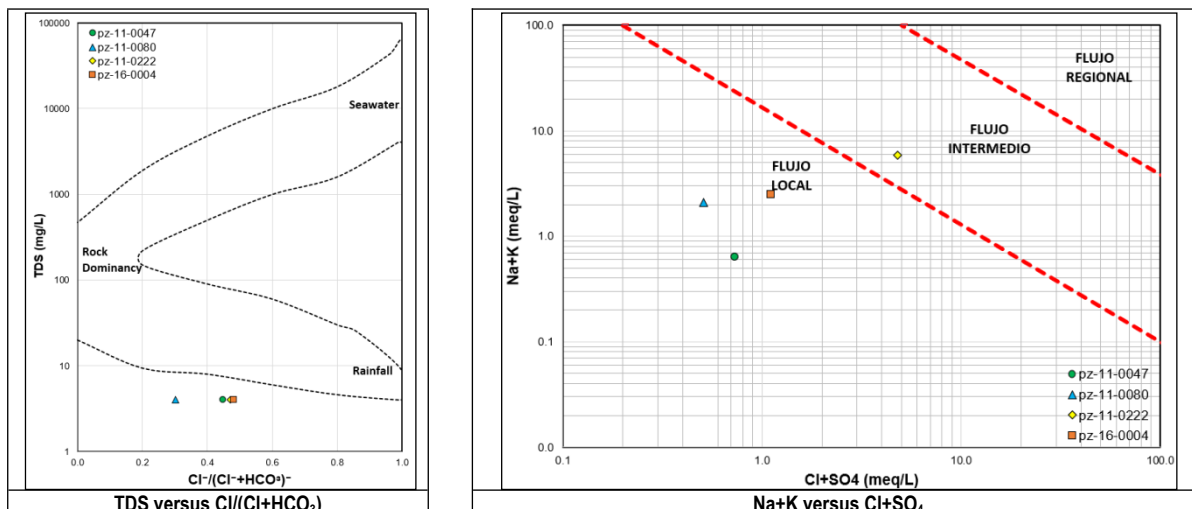 pz-11-0047
pz-11-0080
pz-11-0222
pz-16-0004
100000
10000
1000
100
10
1
TDS (mg/L)
Seawater
Rock
Dominancy
Rainfall
0.0 0.2 0.4 0.6 0.8 1.0
Cl⁻/(Cl⁻+HCO³)⁻
TDS versus Cl/(Cl+HCO₃)
100.0
10.0
1.0
0.1
0.0
Na+K (meq/L)
FLUJO
REGIONAL
FLUJO
INTERMEDIO
FLUJO
LOCAL
pz-11-0047
pz-11-0080
pz-11-0222
pz-16-0004
0.1 1.0 10.0 100.0
Cl+SO4 (meq/L)
Na+K versus Cl+SO₄